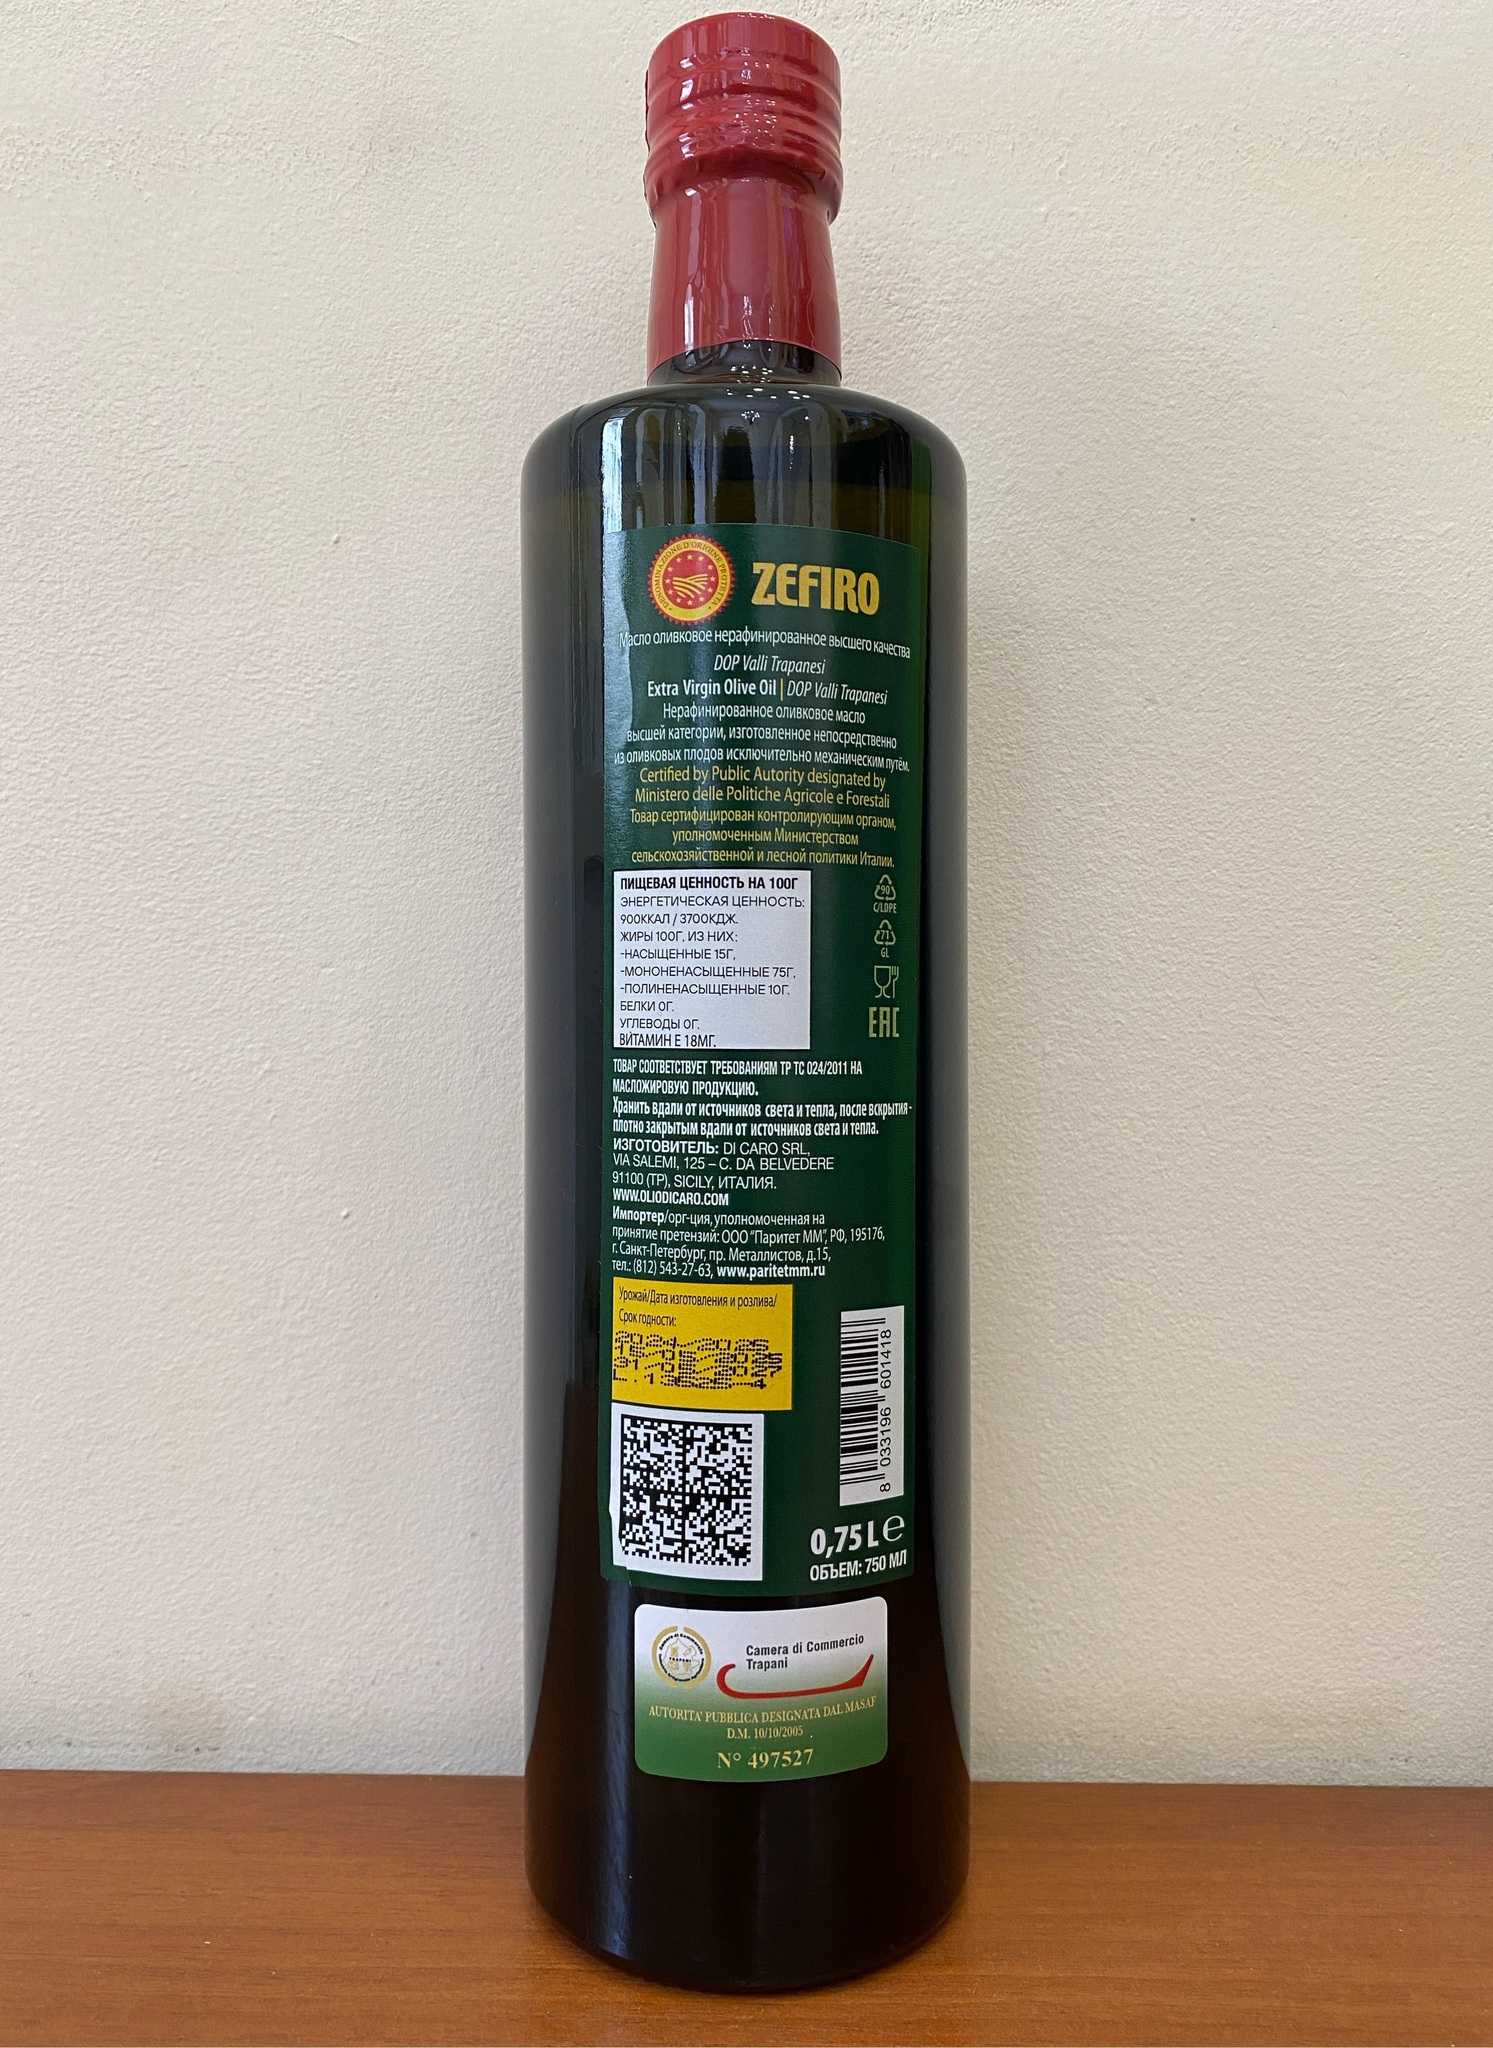 DENOMINAZIONE D'ORIGINE PROTETTA
ZEFIRO
Масло оливковое нерафинированное высшего качества
DOP Valli Trapanesi
Extra Virgin Olive Oil | DOP Valli Trapanesi
Нерафинированное оливковое масло
высшей категории, изготовленное непосредственно
из оливковых плодов исключительно механическим путём.
Certified by Public Autority designated by
Ministero delle Politiche Agricole e Forestali
Товар сертифицирован контролирующим органом,
уполномоченным Министерством
сельскохозяйственной и лесной политики Италии.
ПИЩЕВАЯ ЦЕННОСТЬ НА 100Г
ЭНЕРГЕТИЧЕСКАЯ ЦЕННОСТЬ:
900ККАЛ / 3700КДЖ.
ЖИРЫ 100Г, ИЗ НИХ:
-НАСЫЩЕННЫЕ 15Г,
-МОНОНЕНАСЫЩЕННЫЕ 75Г,
-ПОЛИНЕНАСЫЩЕННЫЕ 10Г.
БЕЛКИ 0Г.
УГЛЕВОДЫ 0Г.
ВИТАМИН Е 18МГ.
90
C/LDPE
71
GL
EAC
ТОВАР СООТВЕТСТВУЕТ ТРЕБОВАНИЯМ ТР ТС 024/2011 НА
МАСЛОЖИРОВУЮ ПРОДУКЦИЮ.
Хранить вдали от источников света и тепла, после вскрытия -
плотно закрытым вдали от источников света и тепла.
ИЗГОТОВИТЕЛЬ: DI CARO SRL,
VIA SALEMI, 125 – C. DA BELVEDERE
91100 (TP), SICILY, ИТАЛИЯ.
WWW.OLIODICARO.COM
Импортер/орг-ция, уполномоченная на
принятие претензий: ООО "Паритет ММ", РФ, 195176,
г. Санкт-Петербург, пр. Металлистов, д.15,
тел.: (812) 543-27-63, www.paritetmm.ru
Урожай/Дата изготовления и розлива/
Срок годности:
8 033196 601418
0,75 L e
ОБЪЕМ: 750 МЛ
TRAPANI
Camera di Commercio
Trapani
AUTORITA' PUBBLICA DESIGNATA DAL MASAF
D.M. 10/10/2005
N° 497527